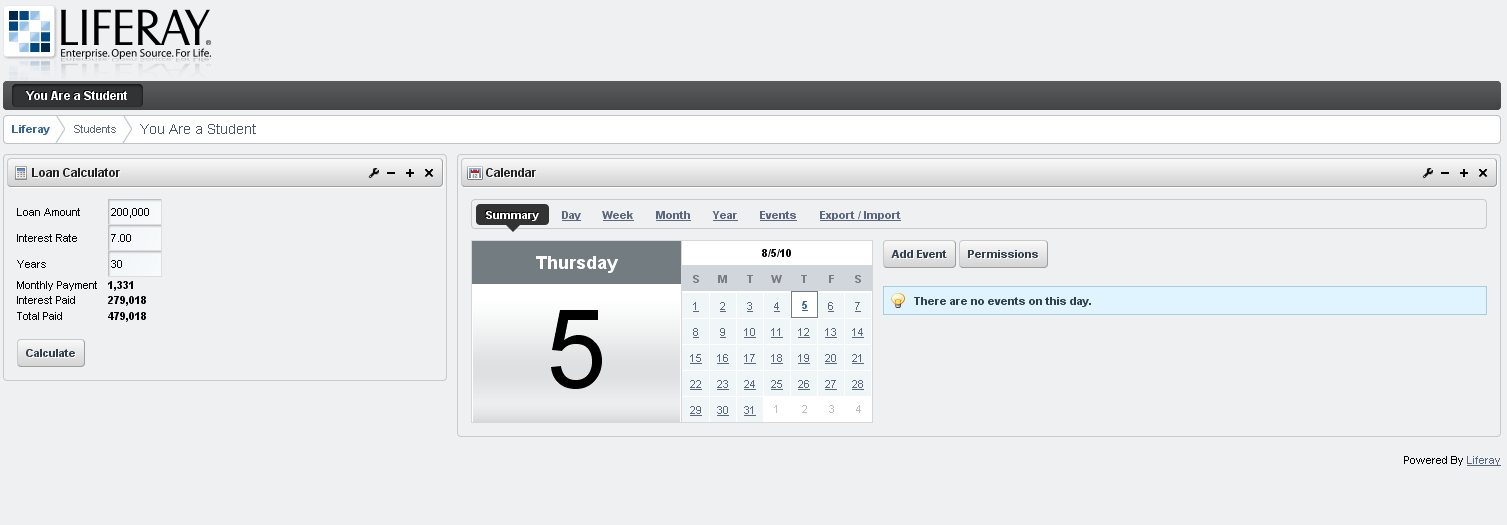 LIFERAY®
Enterprise. Open Source. For Life.
You Are a Student
Liferay Students You Are a Student
Loan Calculator
Loan Amount 200,000
Interest Rate 7.00
Years 30
Monthly Payment 1,331
Interest Paid 279,018
Total Paid 479,018
Calculate
Calendar
Summary Day Week Month Year Events Export / Import
Thursday
5
8/5/10
S M T W T F S
1 2 3 4 5 6 7
8 9 10 11 12 13 14
15 16 17 18 19 20 21
22 23 24 25 26 27 28
29 30 31 1 2 3 4
Add Event Permissions
There are no events on this day.
Powered By Liferay